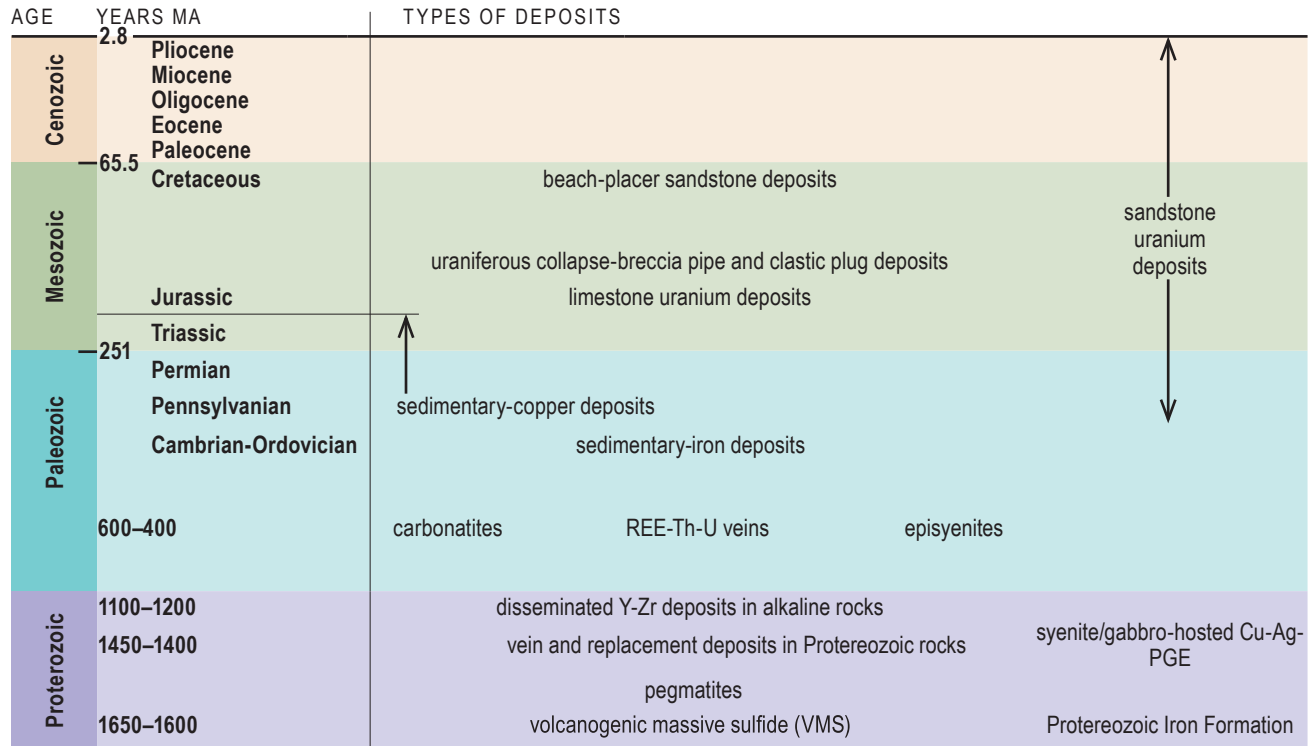 AGE YEARS MA TYPES OF DEPOSITS
2.8
Cenozoic
Pliocene
Miocene
Oligocene
Eocene
Paleocene
65.5
Mesozoic
Cretaceous beach-placer sandstone deposits
sandstone
uranium
deposits
uraniferous collapse-breccia pipe and clastic plug deposits
Jurassic limestone uranium deposits
Triassic
251
Paleozoic
Permian
Pennsylvanian sedimentary-copper deposits
Cambrian-Ordovician sedimentary-iron deposits
600–400 carbonatites REE-Th-U veins episyenites
Proterozoic
1100–1200 disseminated Y-Zr deposits in alkaline rocks
1450–1400 vein and replacement deposits in Protereozoic rocks
syenite/gabbro-hosted Cu-Ag-
PGE
pegmatites
1650–1600 volcanogenic massive sulfide (VMS) Protereozoic Iron Formation